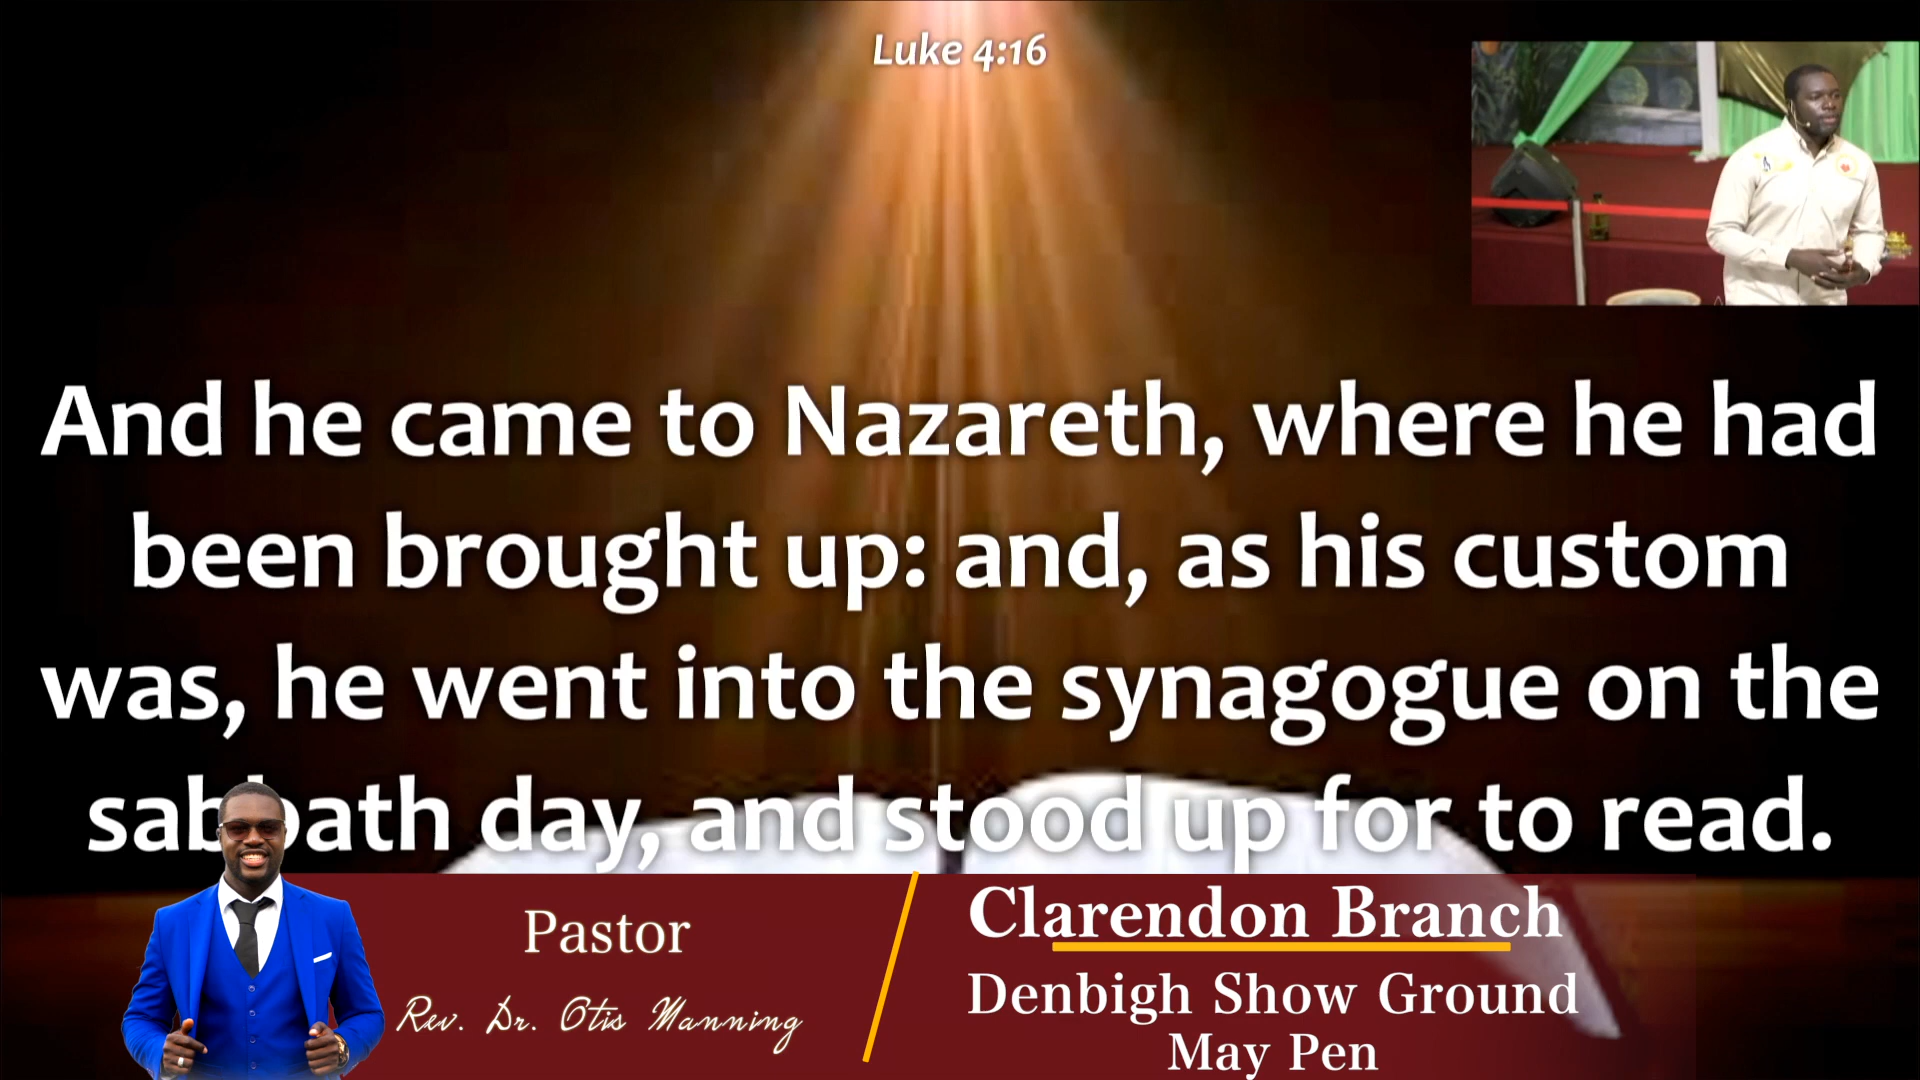 Luke 4:16
And he came to Nazareth, where he had
been brought up: and, as his custom
was, he went into the synagogue on the
sabbath day, and stood up for to read.
Pastor
Rev. Dr. Otis Manning
Clarendon Branch
Denbigh Show Ground
May Pen